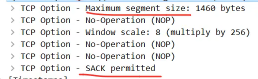 > TCP Option - Maximum segment size: 1460 bytes
> TCP Option - No-Operation (NOP)
> TCP Option - Window scale: 8 (multiply by 256)
> TCP Option - No-Operation (NOP)
> TCP Option - No-Operation (NOP)
> TCP Option - SACK permitted